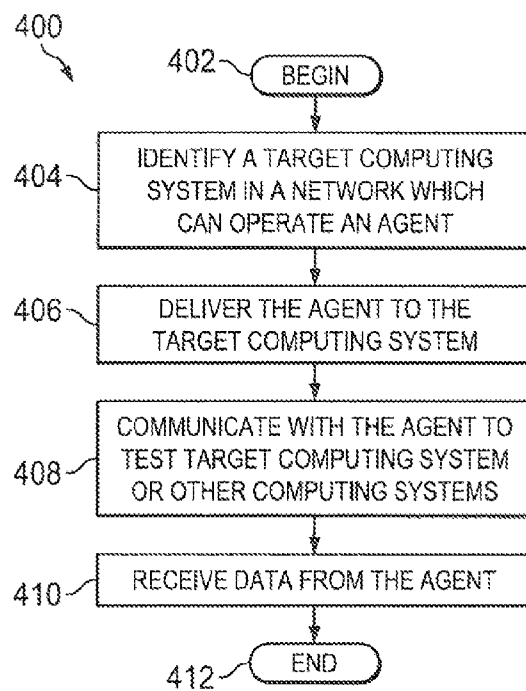 400
402
BEGIN
404
IDENTIFY A TARGET COMPUTING
SYSTEM IN A NETWORK WHICH
CAN OPERATE AN AGENT
406
DELIVER THE AGENT TO THE
TARGET COMPUTING SYSTEM
408
COMMUNICATE WITH THE AGENT TO
TEST TARGET COMPUTING SYSTEM
OR OTHER COMPUTING SYSTEMS
410
RECEIVE DATA FROM THE AGENT
412
END